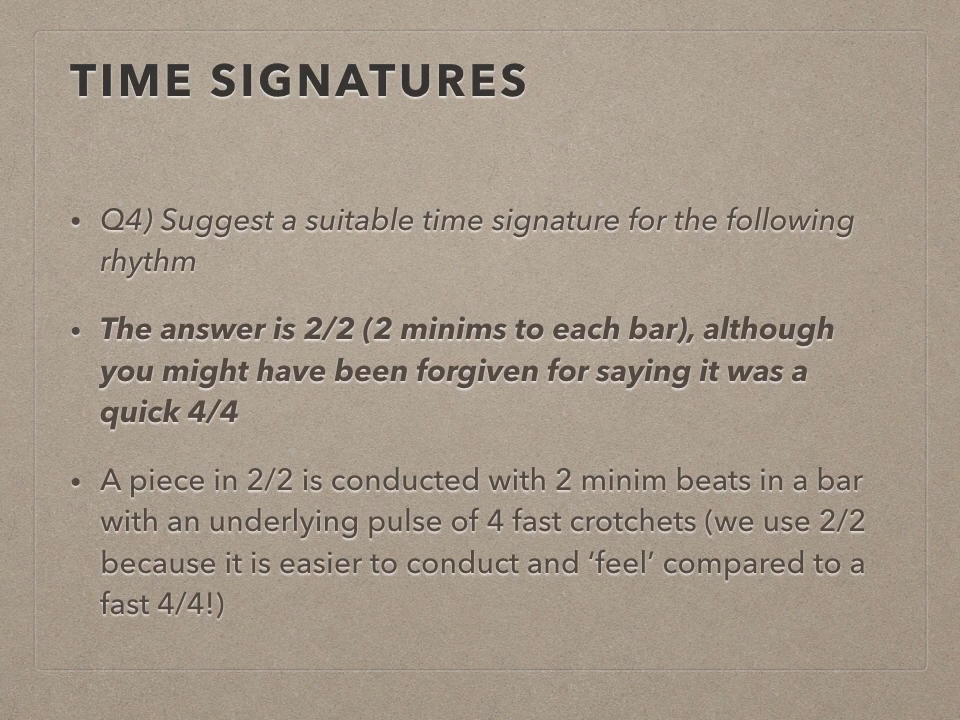 TIME SIGNATURES
• Q4) Suggest a suitable time signature for the following
rhythm
• The answer is 2/2 (2 minims to each bar), although
you might have been forgiven for saying it was a
quick 4/4
• A piece in 2/2 is conducted with 2 minim beats in a bar
with an underlying pulse of 4 fast crotchets (we use 2/2
because it is easier to conduct and ‘feel’ compared to a
fast 4/4!)